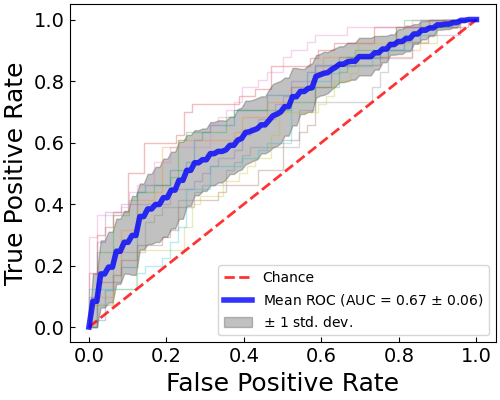 1.0
0.8
0.6
0.4
0.2
0.0
True Positive Rate
Chance
Mean ROC (AUC = 0.67 ± 0.06)
± 1 std. dev.
0.0 0.2 0.4 0.6 0.8 1.0
False Positive Rate